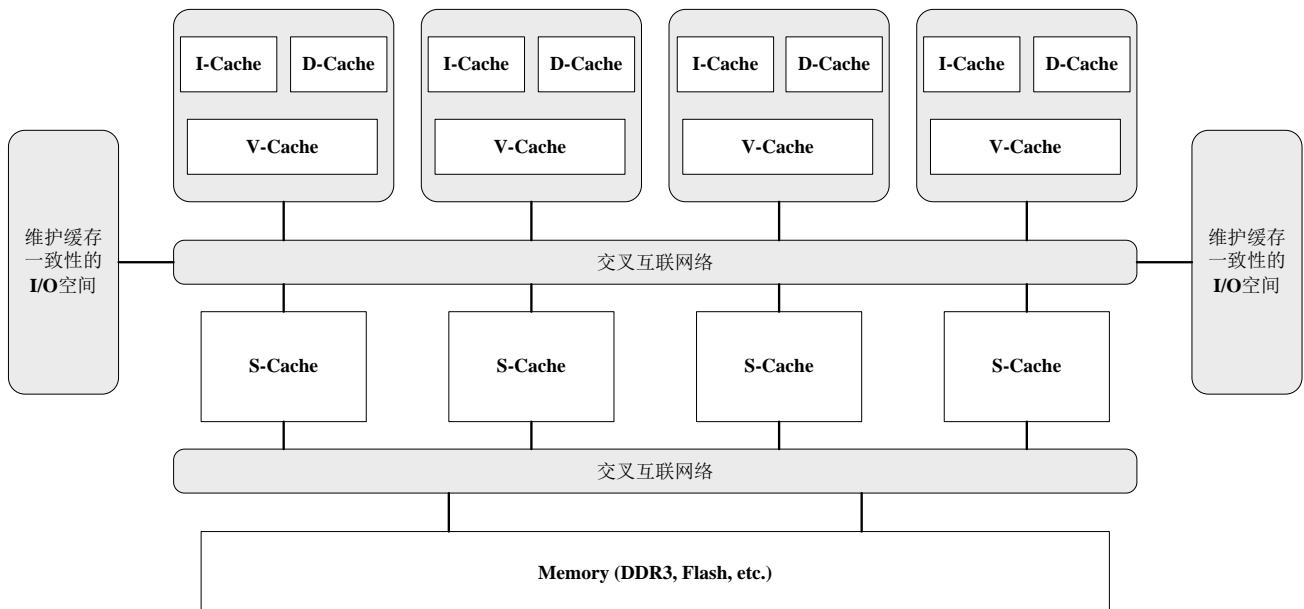 I-Cache D-Cache
V-Cache
I-Cache D-Cache
V-Cache
I-Cache D-Cache
V-Cache
I-Cache D-Cache
V-Cache
维护缓存
一致性的
I/O空间
交叉互联网络
维护缓存
一致性的
I/O空间
S-Cache
S-Cache
S-Cache
S-Cache
交叉互联网络
Memory (DDR3, Flash, etc.)